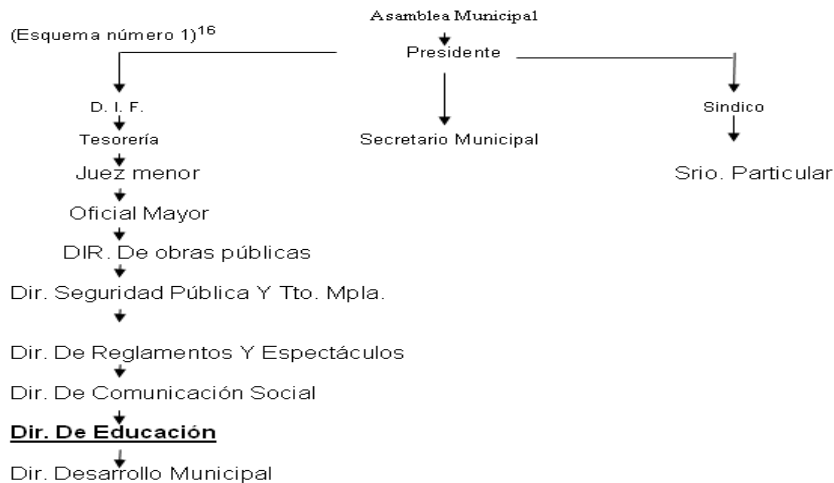 Asamblea Municipal
(Esquema número 1)16
Presidente
D. I. F.
Sindico
Tesorería
Secretario Municipal
Juez menor
Srio. Particular
Oficial Mayor
DIR. De obras públicas
Dir. Seguridad Pública Y Tto. Mpla.
Dir. De Reglamentos Y Espectáculos
Dir. De Comunicación Social
Dir. De Educación
Dir. Desarrollo Municipal